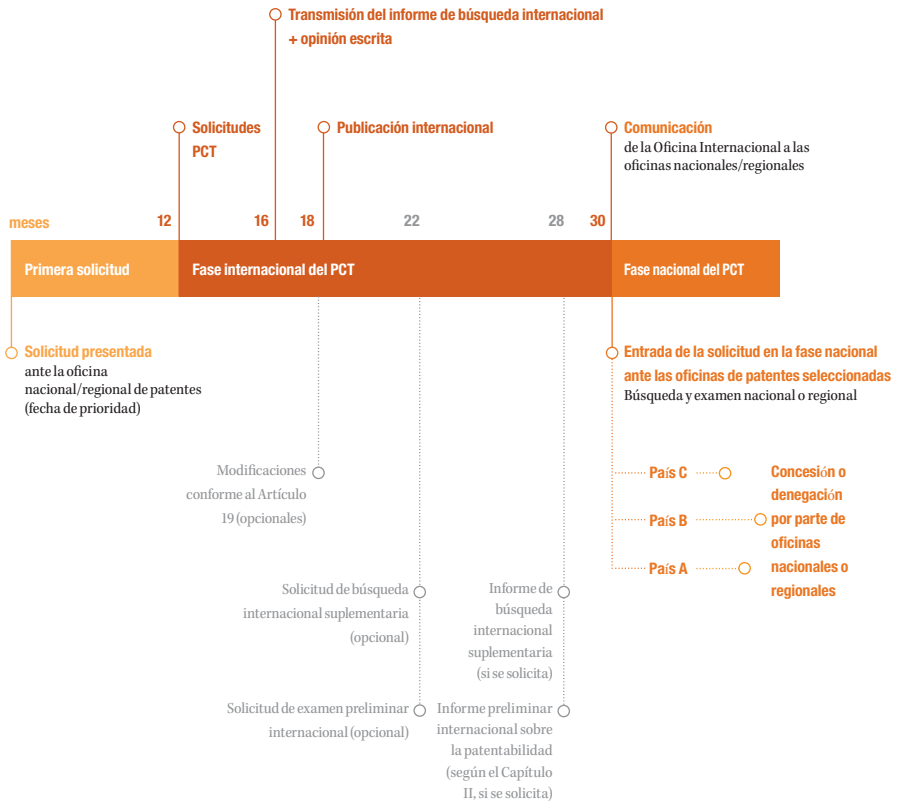 Transmisión del informe de búsqueda internacional
+ opinión escrita
Solicitudes
PCT
Publicación internacional
Comunicación
de la Oficina Internacional a las
oficinas nacionales/regionales
meses
12
16
18
22
28
30
Primera solicitud
Fase internacional del PCT
Fase nacional del PCT
Solicitud presentada
ante la oficina
nacional/regional de patentes
(fecha de prioridad)
Entrada de la solicitud en la fase nacional
ante las oficinas de patentes seleccionadas
Búsqueda y examen nacional o regional
Modificaciones
conforme al Artículo
19 (opcionales)
País C
País B
País A
Concesión o
denegación
por parte de
oficinas
nacionales o
regionales
Solicitud de búsqueda
internacional suplementaria
(opcional)
Informe de
búsqueda
internacional
suplementaria
(si se solicita)
Solicitud de examen preliminar
internacional (opcional)
Informe preliminar
internacional sobre
la patentabilidad
(según el Capítulo
II, si se solicita)